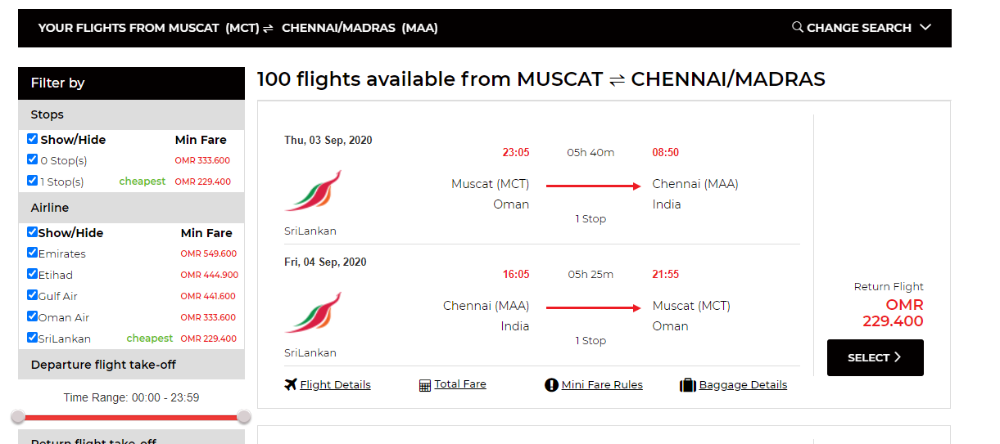 YOUR FLIGHTS FROM MUSCAT (MCT) ⇌ CHENNAI/MADRAS (MAA)
CHANGE SEARCH
Filter by
Stops
Show/Hide Min Fare
0 Stop(s) OMR 333.600
1 Stop(s) cheapest OMR 229.400
Airline
Show/Hide Min Fare
Emirates OMR 549.600
Etihad OMR 444.900
Gulf Air OMR 441.600
Oman Air OMR 333.600
SriLankan cheapest OMR 229.400
Departure flight take-off
Time Range: 00:00 - 23:59
Return flight take-off
100 flights available from MUSCAT ⇌ CHENNAI/MADRAS
Thu, 03 Sep, 2020
23:05 05h 40m 08:50
Muscat (MCT) Chennai (MAA)
Oman India
1 Stop
SriLankan
Fri, 04 Sep, 2020
16:05 05h 25m 21:55
Chennai (MAA) Muscat (MCT)
India Oman
1 Stop
SriLankan
Flight Details Total Fare Mini Fare Rules Baggage Details
Return Flight
OMR
229.400
SELECT